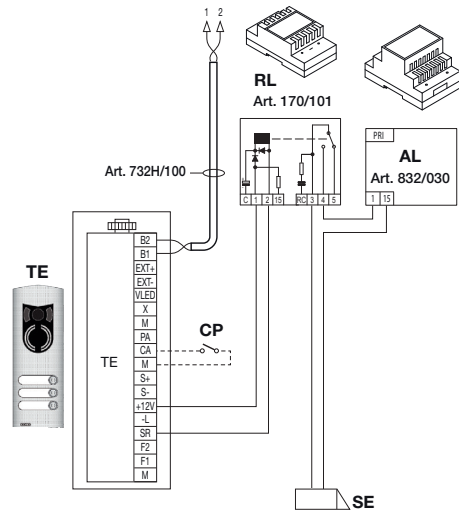 1 2
RL
Art. 170/101
PRI
AL
Art. 832/030
1 15
Art. 732H/100
C 1 2 15 RC 3 4 5
TE
TE
B2
B1
EXT+
EXT-
VLED
X
M
PA
CA
M
S+
S-
+12V
-L
SR
F2
F1
M
CP
SE